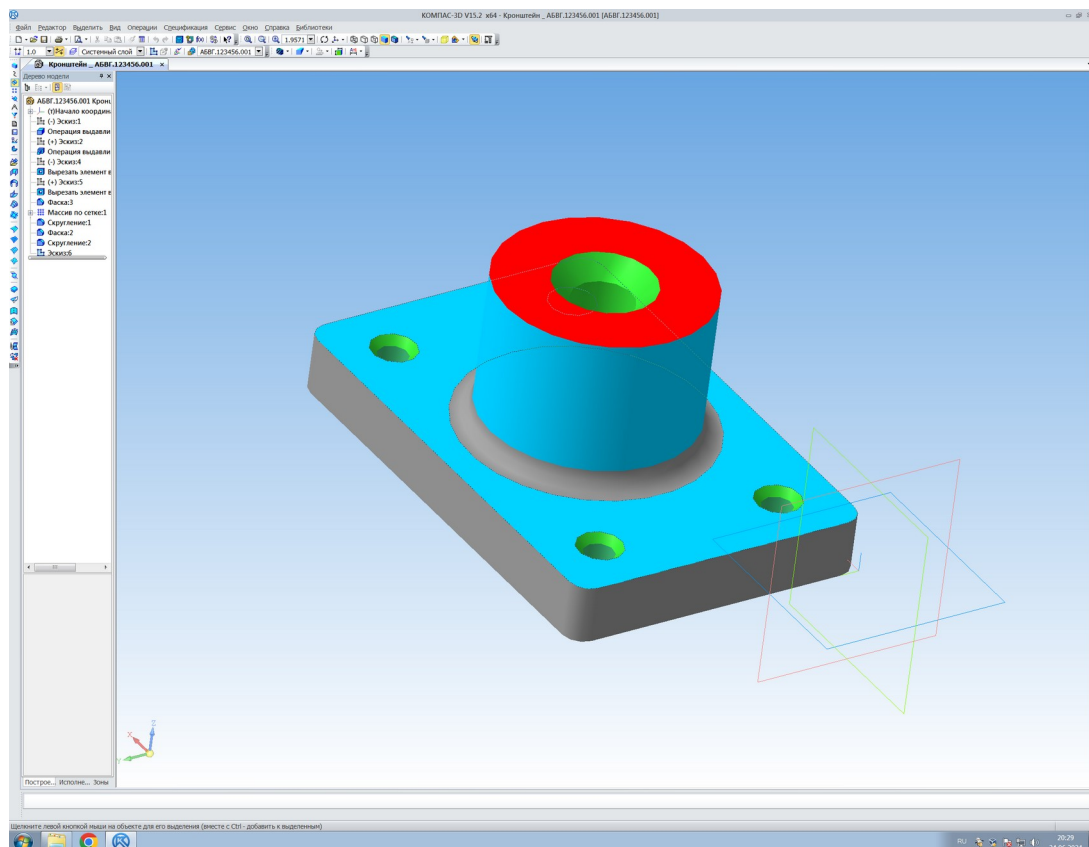 КОМПАС-3D V15.2 x64 - Кронштейн _ АБВГ.123456.001 [АБВГ.123456.001]
Файл Редактор Выделить Вид Операции Спецификация Сервис Окно Справка Библиотеки
1.9571
1.0 Системный слой АБВГ.123456.001
Кронштейн _ АБВГ.123456.001 ×
Дерево модели
АБВГ.123456.001 Кронц
(т)Начало координ
(-) Эскиз:1
Операция выдавли
(+) Эскиз:2
Операция выдавли
(-) Эскиз:4
Вырезать элемент в
(+) Эскиз:5
Вырезать элемент в
Фаска:3
Массив по сетке:1
Скругление:1
Фаска:2
Скругление:2
Эскиз:6
Z
X
Y
Построе... Исполне... Зоны
Щелкните левой кнопкой мыши на объекте для его выделения (вместе с Ctrl - добавить к выделенным)
RU
20:29